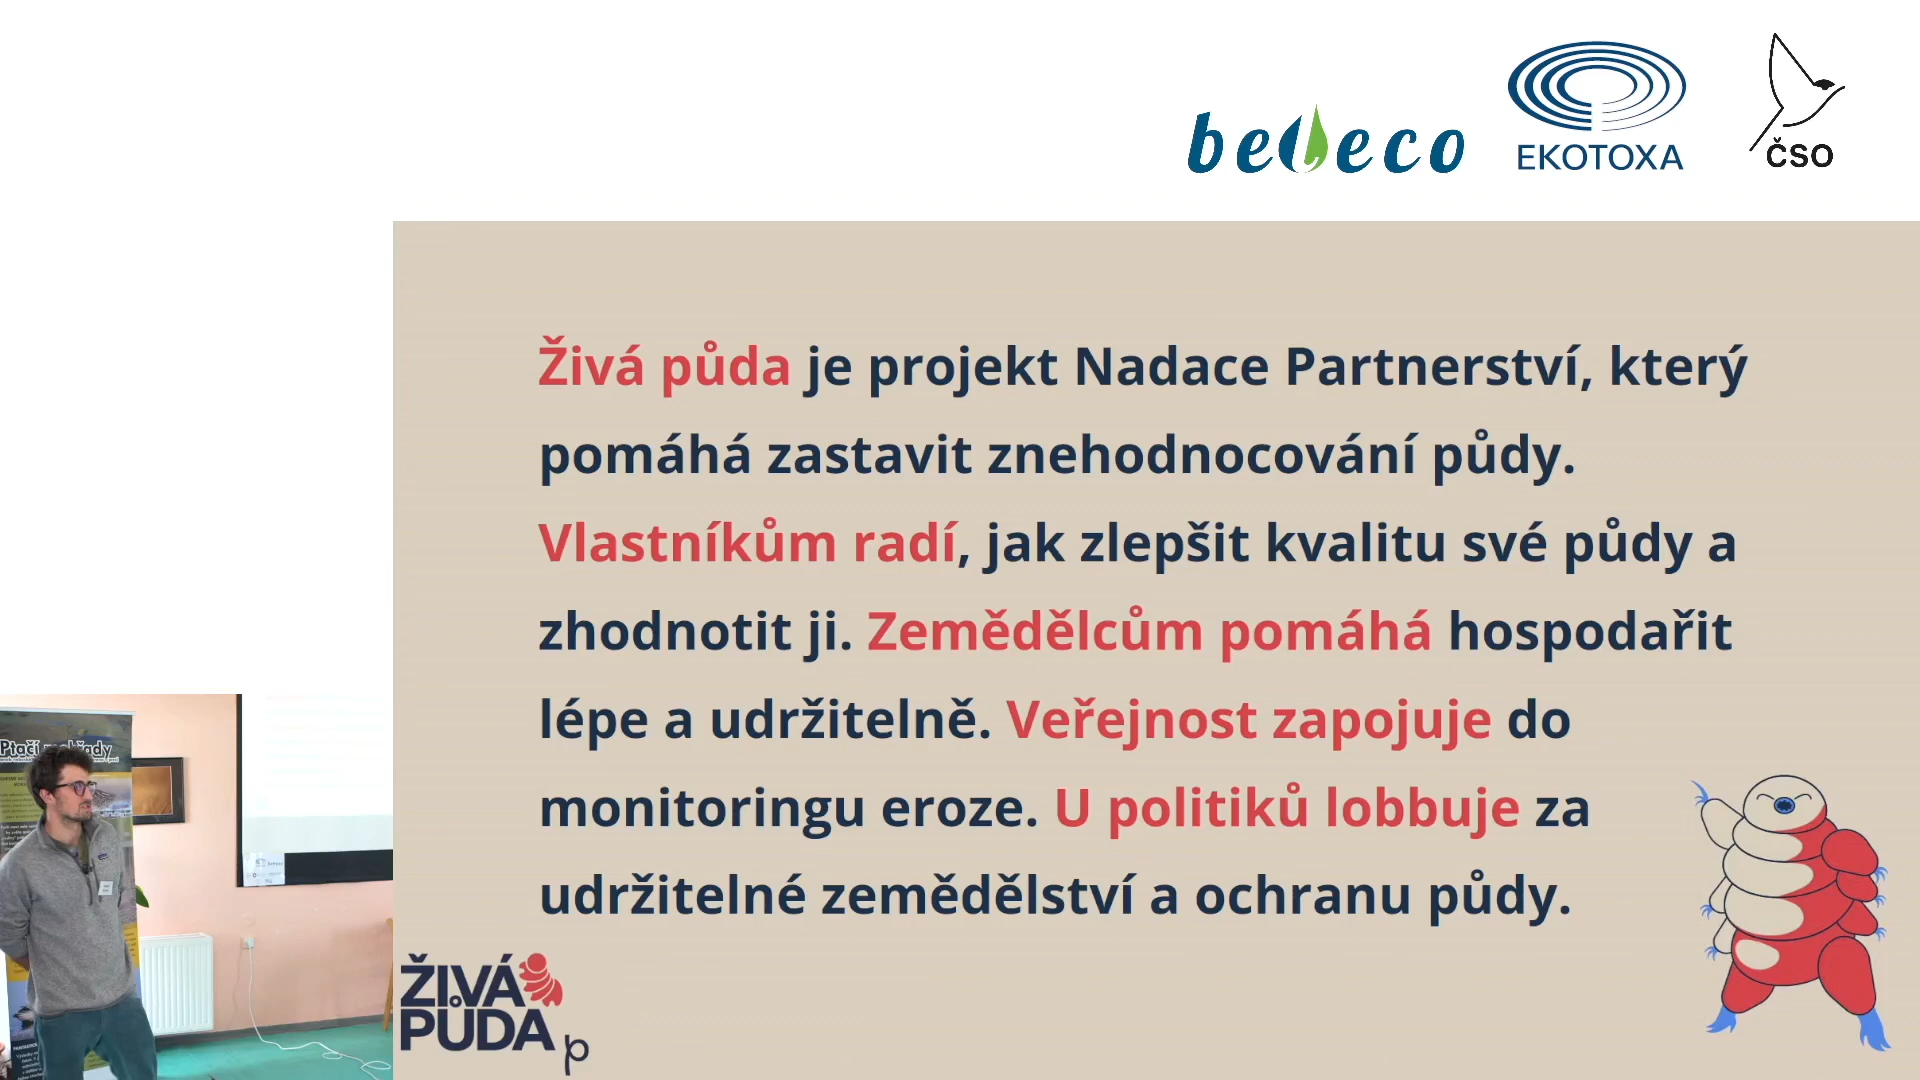 beleco
EKOTOXA
ČSO
Živá půda je projekt Nadace Partnerství, který
pomáhá zastavit znehodnocování půdy.
Vlastníkům radí, jak zlepšit kvalitu své půdy a
zhodnotit ji. Zemědělcům pomáhá hospodařit
lépe a udržitelně. Veřejnost zapojuje do
monitoringu eroze. U politiků lobbuje za
udržitelné zemědělství a ochranu půdy.
ŽIVÁ
PŮDA
p
Ptačí